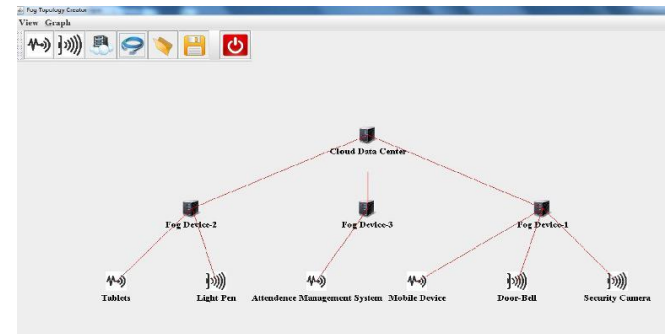 Fog Topology Creator
View Graph
Cloud Data Center
Fog Device-2 Fog Device-3 Fog Device-1
Tablets Light Pen Attendence Management System Mobile Device Door-Bell Security Camera